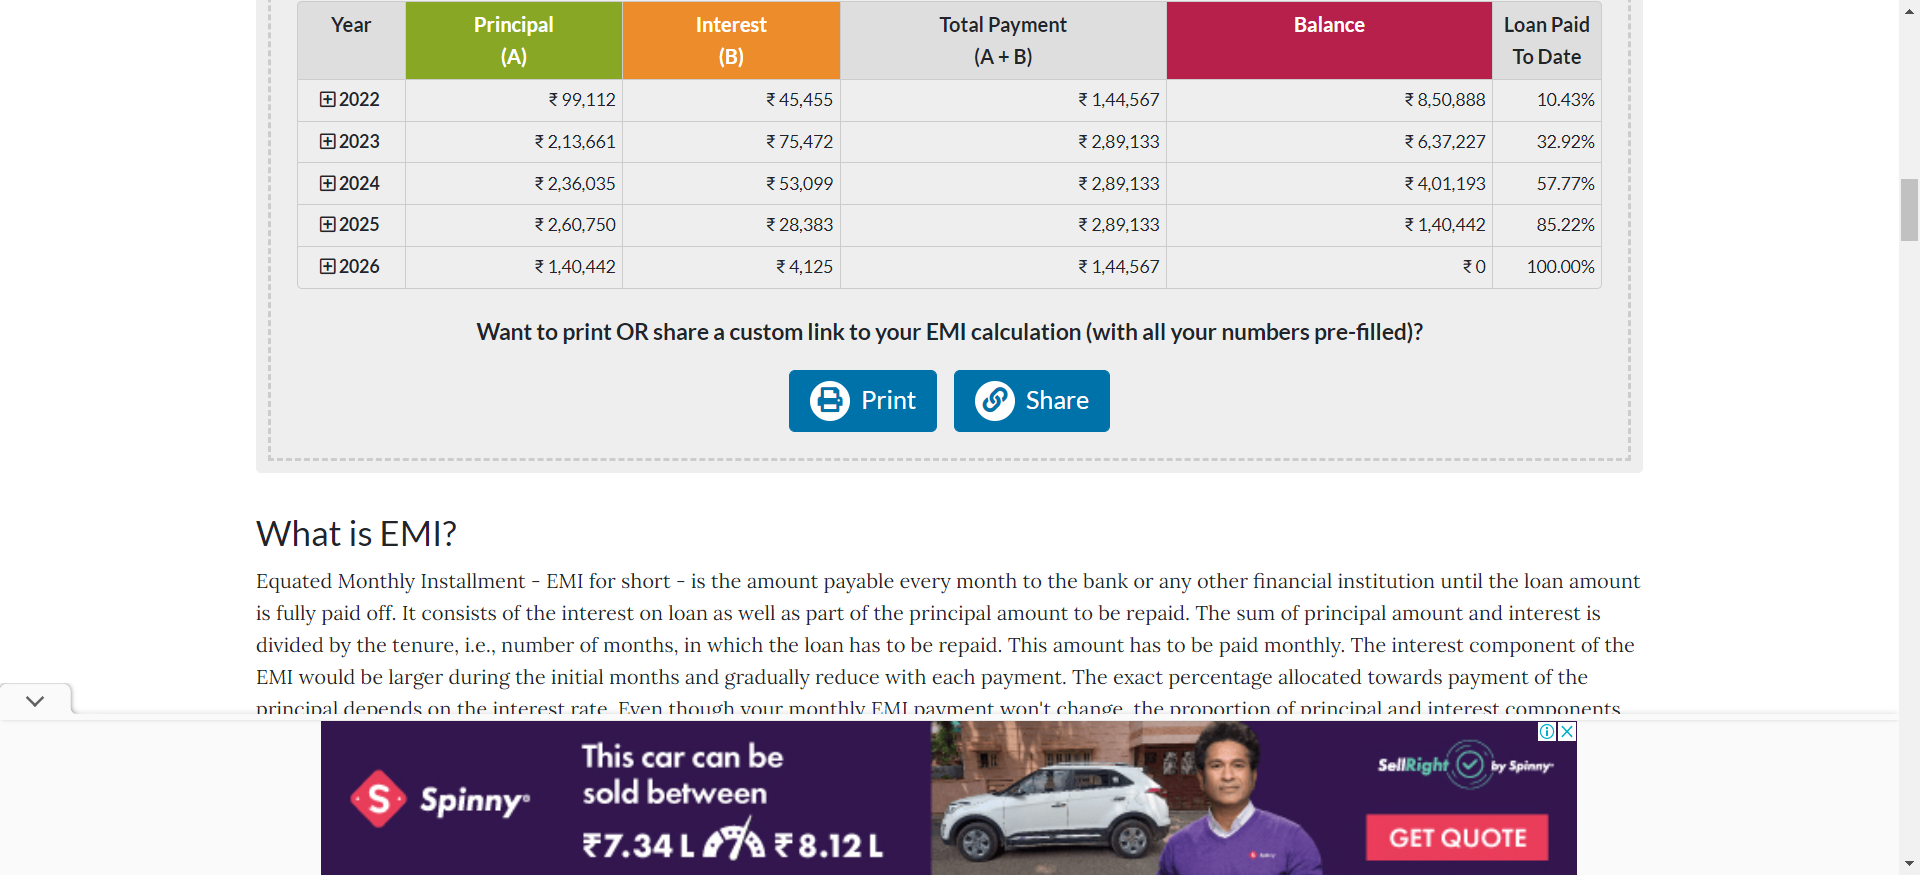 Year Principal Interest Total Payment Balance Loan Paid
(A) (B) (A + B) To Date
2022 ₹ 99,112 ₹ 45,455 ₹ 1,44,567 ₹ 8,50,888 10.43%
2023 ₹ 2,13,661 ₹ 75,472 ₹ 2,89,133 ₹ 6,37,227 32.92%
2024 ₹ 2,36,035 ₹ 53,099 ₹ 2,89,133 ₹ 4,01,193 57.77%
2025 ₹ 2,60,750 ₹ 28,383 ₹ 2,89,133 ₹ 1,40,442 85.22%
2026 ₹ 1,40,442 ₹ 4,125 ₹ 1,44,567 ₹ 0 100.00%
Want to print OR share a custom link to your EMI calculation (with all your numbers pre-filled)?
Print Share
What is EMI?
Equated Monthly Installment - EMI for short - is the amount payable every month to the bank or any other financial institution until the loan amount
is fully paid off. It consists of the interest on loan as well as part of the principal amount to be repaid. The sum of principal amount and interest is
divided by the tenure, i.e., number of months, in which the loan has to be repaid. This amount has to be paid monthly. The interest component of the
EMI would be larger during the initial months and gradually reduce with each payment. The exact percentage allocated towards payment of the
principal depends on the interest rate. Even though your monthly EMI payment won't change, the proportion of principal and interest components
This car can be
sold between
₹7.34 L ₹8.12 L
S Spinny
SellRight by Spinny
GET QUOTE